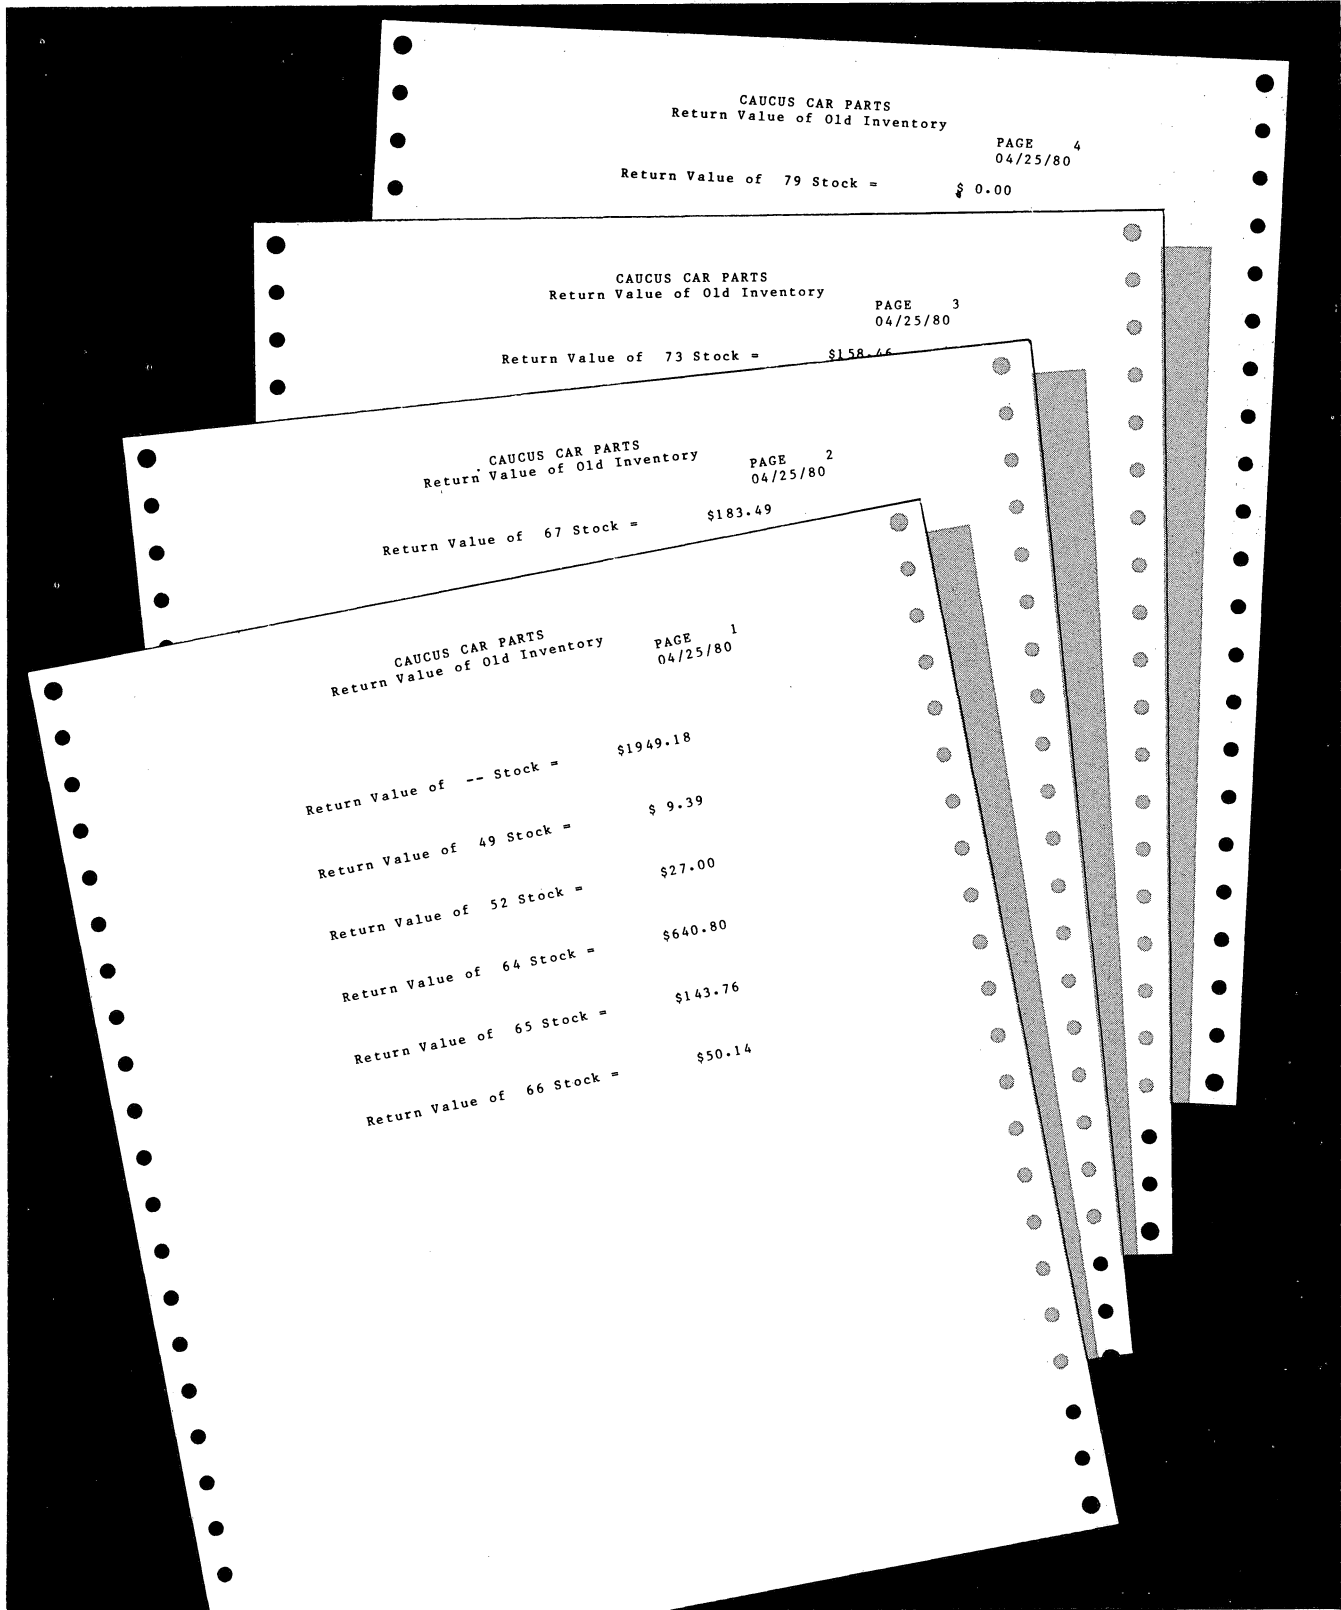 CAUCUS CAR PARTS
Return Value of Old Inventory
PAGE 4
04/25/80
Return Value of 79 Stock = $ 0.00
CAUCUS CAR PARTS
Return Value of Old Inventory
PAGE 3
04/25/80
Return Value of 73 Stock = $158.46
CAUCUS CAR PARTS
Return Value of Old Inventory
PAGE 2
04/25/80
Return Value of 67 Stock = $183.49
CAUCUS CAR PARTS
Return Value of Old Inventory
PAGE 1
04/25/80
Return Value of -- Stock = $1949.18
Return Value of 49 Stock = $ 9.39
Return Value of 52 Stock = $27.00
Return Value of 64 Stock = $640.80
Return Value of 65 Stock = $143.76
Return Value of 66 Stock = $50.14